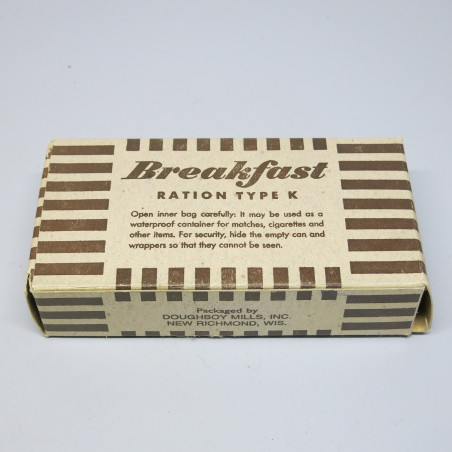 Breakfast
RATION TYPE K
Open inner bag carefully: It may be used as a
waterproof container for matches, cigarettes and
other items. For security, hide the empty can and
wrappers so that they cannot be seen.
Packaged by
DOUGHBOY MILLS, INC.
NEW RICHMOND, WIS.